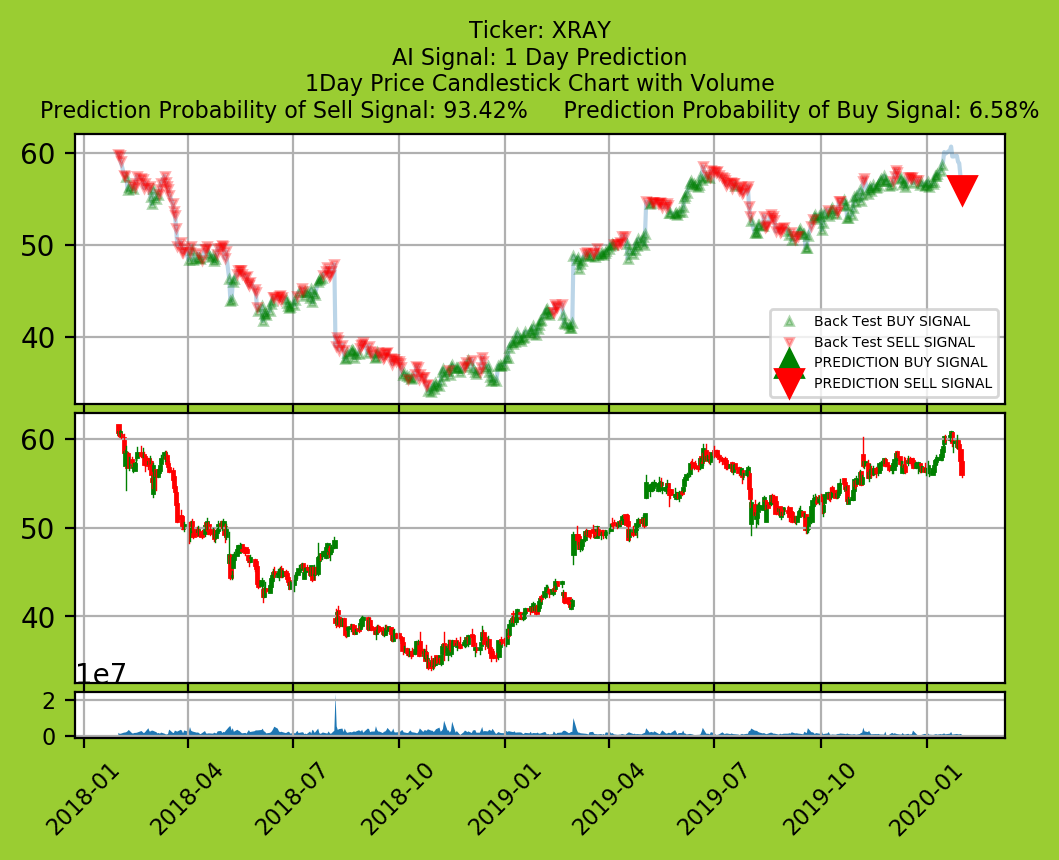 Ticker: XRAY
AI Signal: 1 Day Prediction
1Day Price Candlestick Chart with Volume
Prediction Probability of Sell Signal: 93.42% Prediction Probability of Buy Signal: 6.58%
60
50
40
Back Test BUY SIGNAL
Back Test SELL SIGNAL
PREDICTION BUY SIGNAL
PREDICTION SELL SIGNAL
60
50
40
1e7
2
0
2018-01 2018-04 2018-07 2018-10 2019-01 2019-04 2019-07 2019-10 2020-01